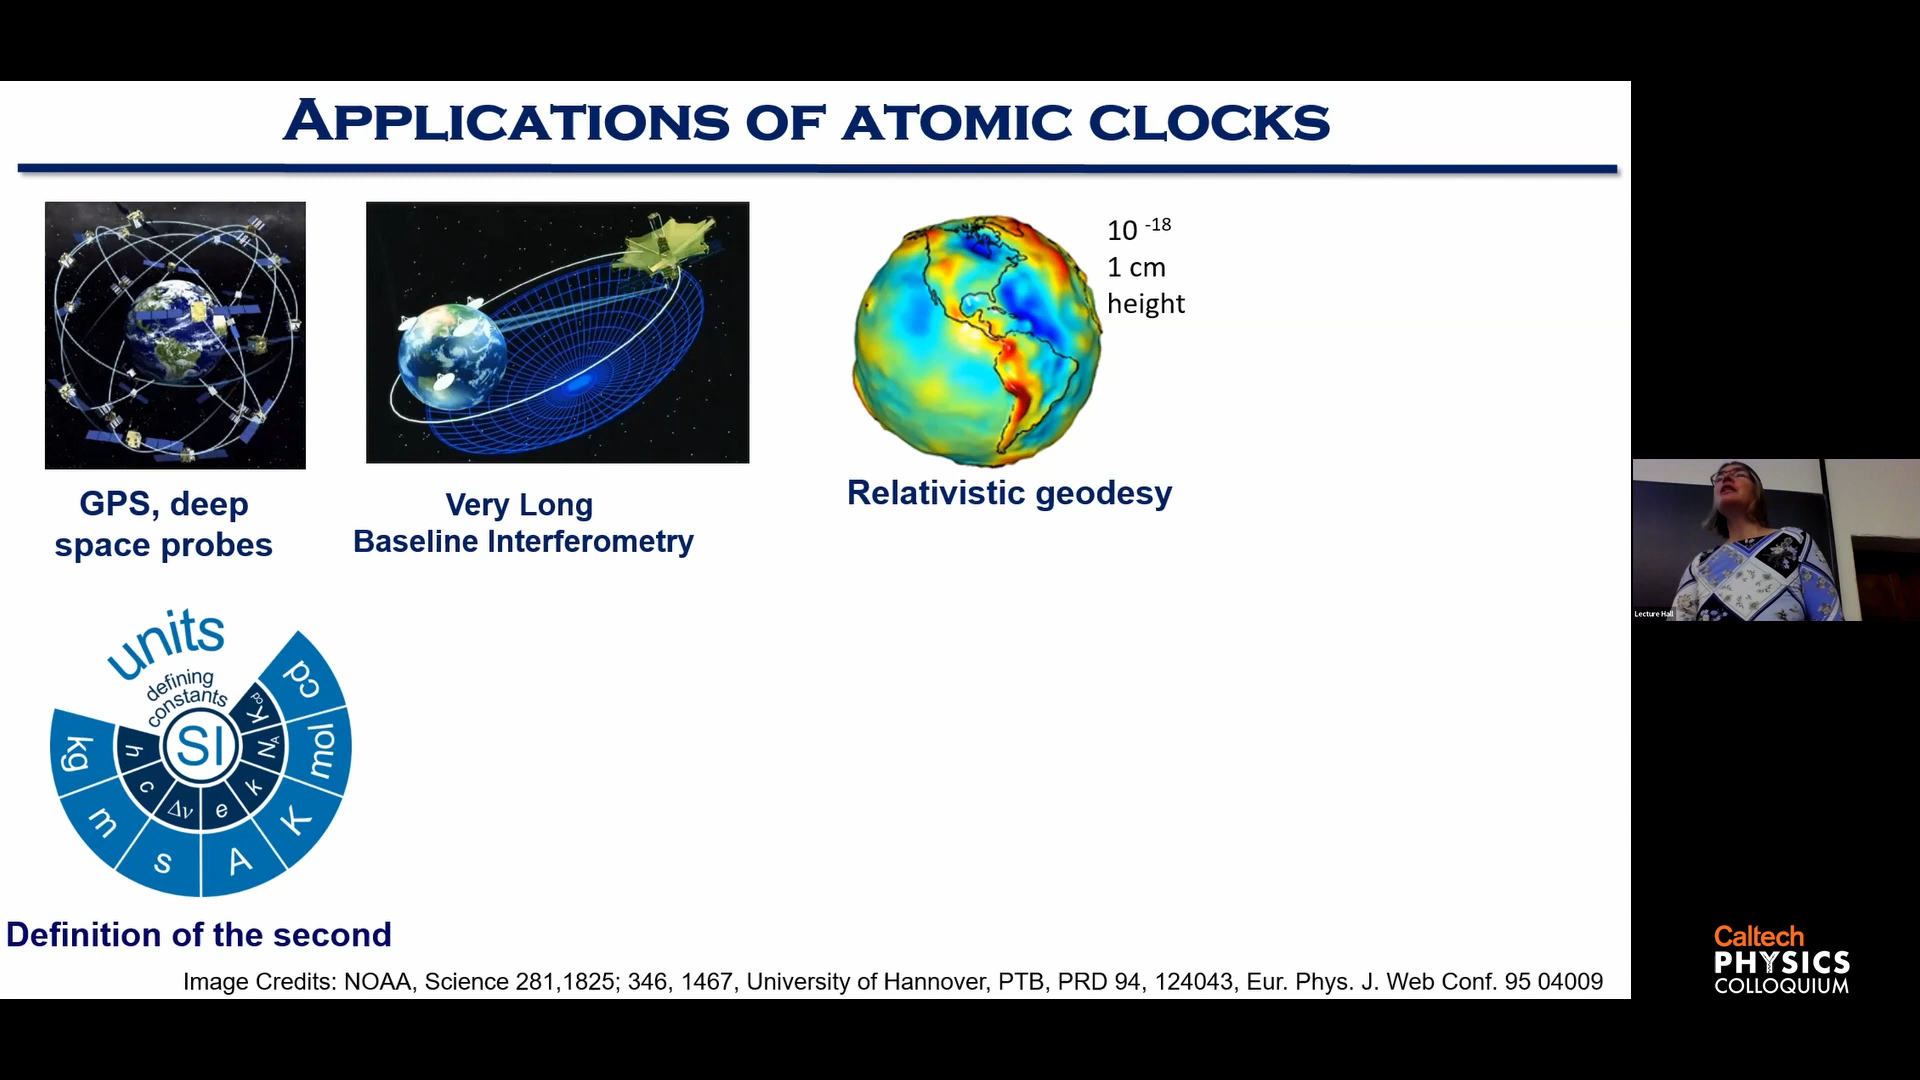 APPLICATIONS OF ATOMIC CLOCKS
10 -18
1 cm
height
GPS, deep
space probes
Very Long
Baseline Interferometry
Relativistic geodesy
units
defining
constants
SI
kg
m
s
A
K
mol
cd
h
c
Δν
e
k
NA
Kcd
Definition of the second
Image Credits: NOAA, Science 281,1825; 346, 1467, University of Hannover, PTB, PRD 94, 124043, Eur. Phys. J. Web Conf. 95 04009
Lecture Hall
Caltech
PHYSICS
COLLOQUIUM